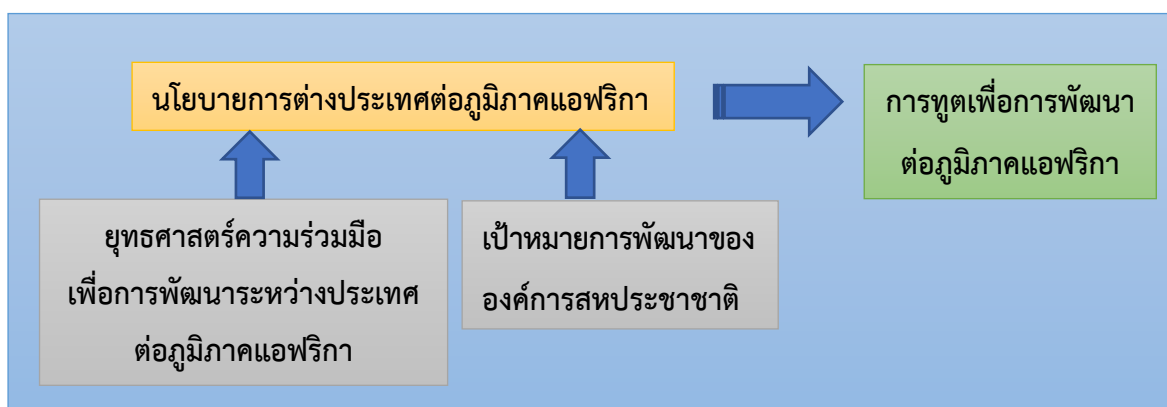 นโยบายการต่างประเทศต่อภูมิภาคแอฟริกา
การทูตเพื่อการพัฒนา
ต่อภูมิภาคแอฟริกา
ยุทธศาสตร์ความร่วมมือ
เพื่อการพัฒนาระหว่างประเทศ
ต่อภูมิภาคแอฟริกา
เป้าหมายการพัฒนาของ
องค์การสหประชาชาติ